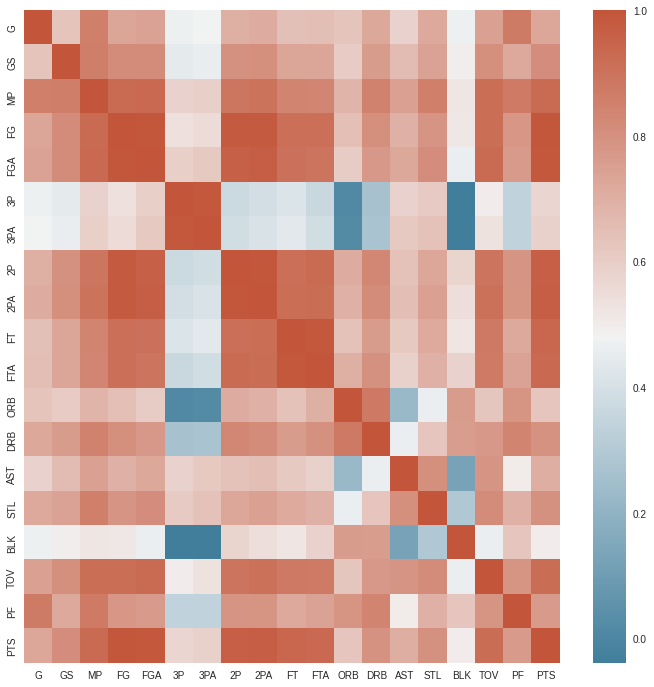 G
GS
MP
FG
FGA
3P
3PA
2P
2PA
FT
FTA
ORB
DRB
AST
STL
BLK
TOV
PF
PTS
G GS MP FG FGA 3P 3PA 2P 2PA FT FTA ORB DRB AST STL BLK TOV PF PTS
1.0
0.8
0.6
0.4
0.2
0.0